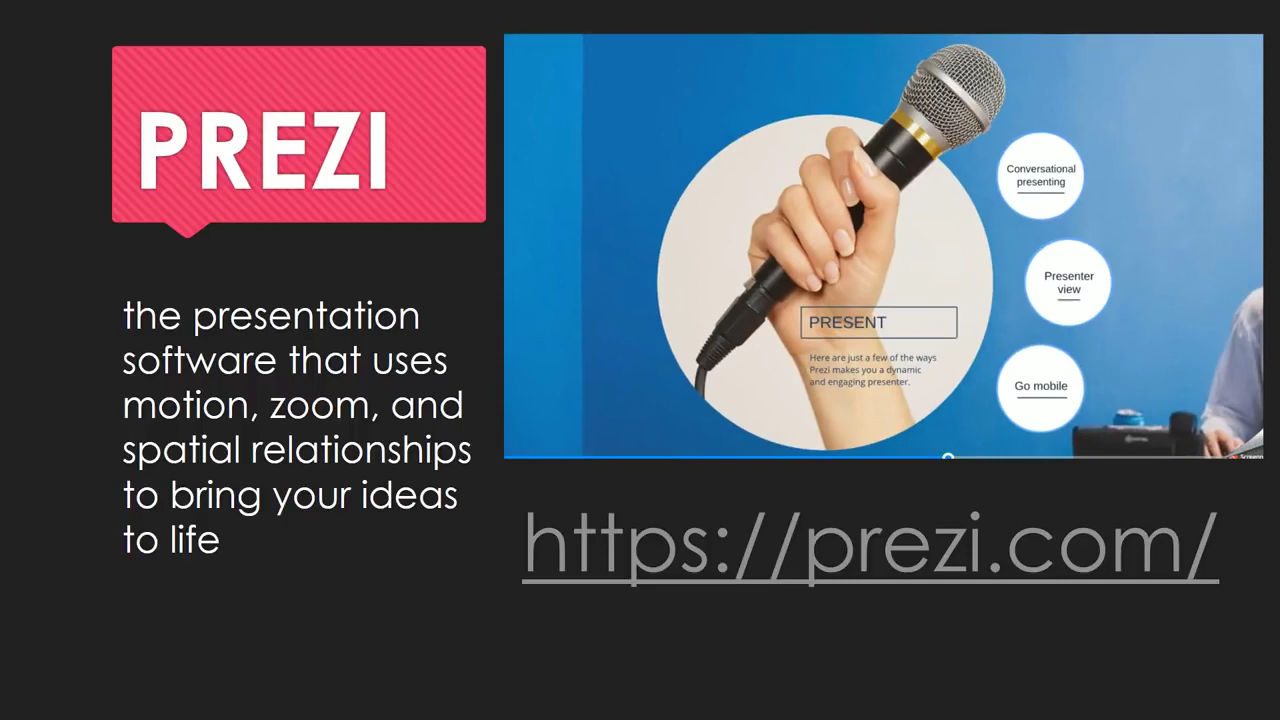 PREZI
the presentation
software that uses
motion, zoom, and
spatial relationships
to bring your ideas
to life
Conversational
presenting
Presenter
view
PRESENT
Here are just a few of the ways
Prezi makes you a dynamic
and engaging presenter.
Go mobile
https://prezi.com/